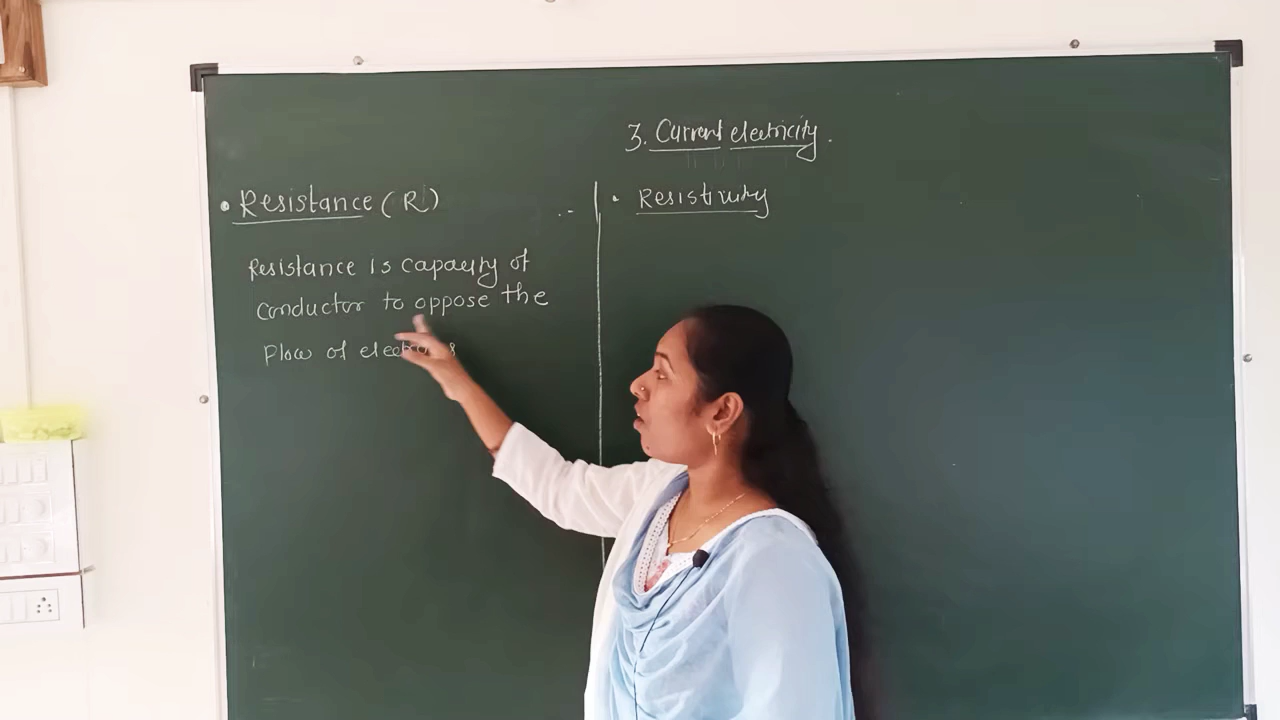 3. Current electricity.
• Resistance (R)
Resistance is capacity of
conductor to oppose the
Flow of electrons
• Resistivity